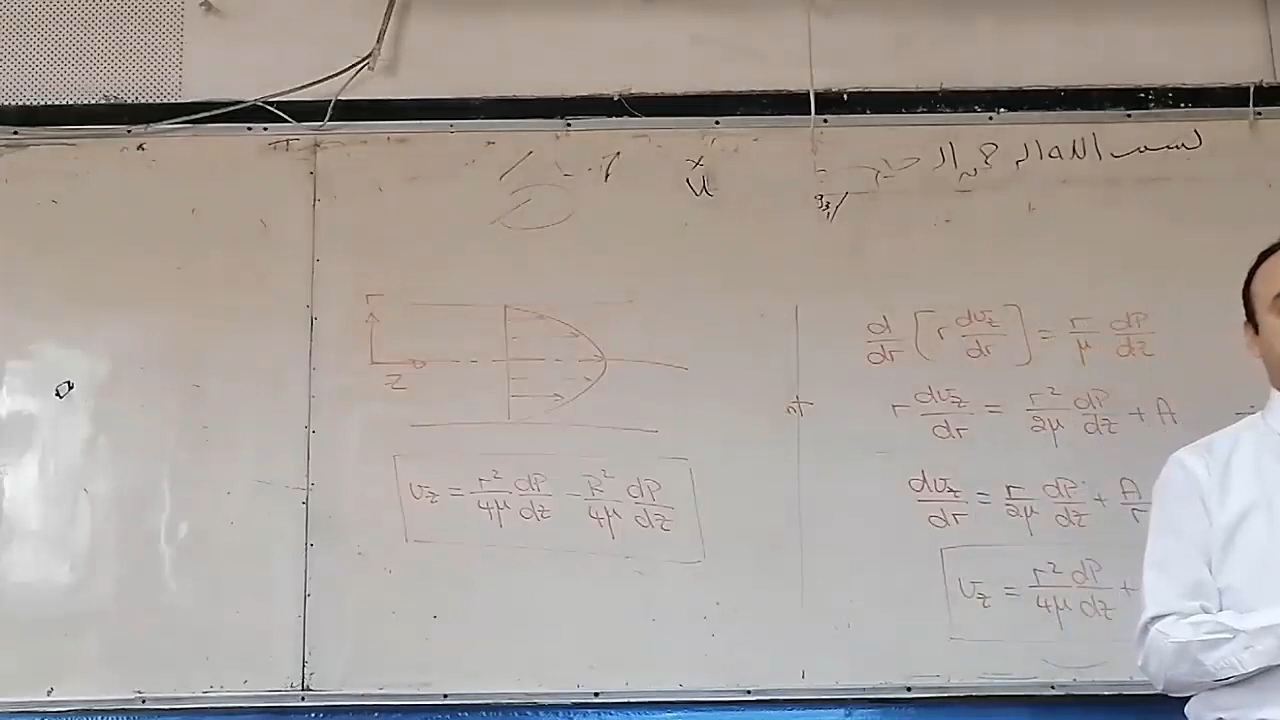 بسم الله الرحمن الرحيم
r
z
v_z = r²/4μ dP/dz − R²/4μ dP/dz
d/dr [r dv_z/dr] = r/μ dP/dz
r dv_z/dr = r²/2μ dP/dz + A
dv_z/dr = r/2μ dP/dz + A/r
v_z = r²/4μ dP/dz +